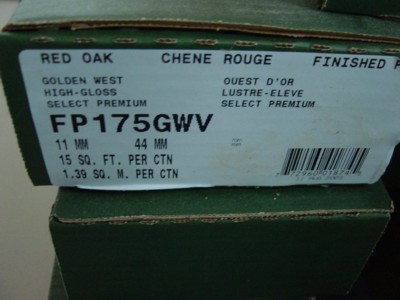 RED OAK CHENE ROUGE FINISHED
GOLDEN WEST OUEST D'OR
HIGH-GLOSS LUSTRE-ELEVE
SELECT PREMIUM SELECT PREMIUM
FP175GWV
11 MM 44 MM
15 SQ. FT. PER CTN
1.39 SQ. M. PER CTN